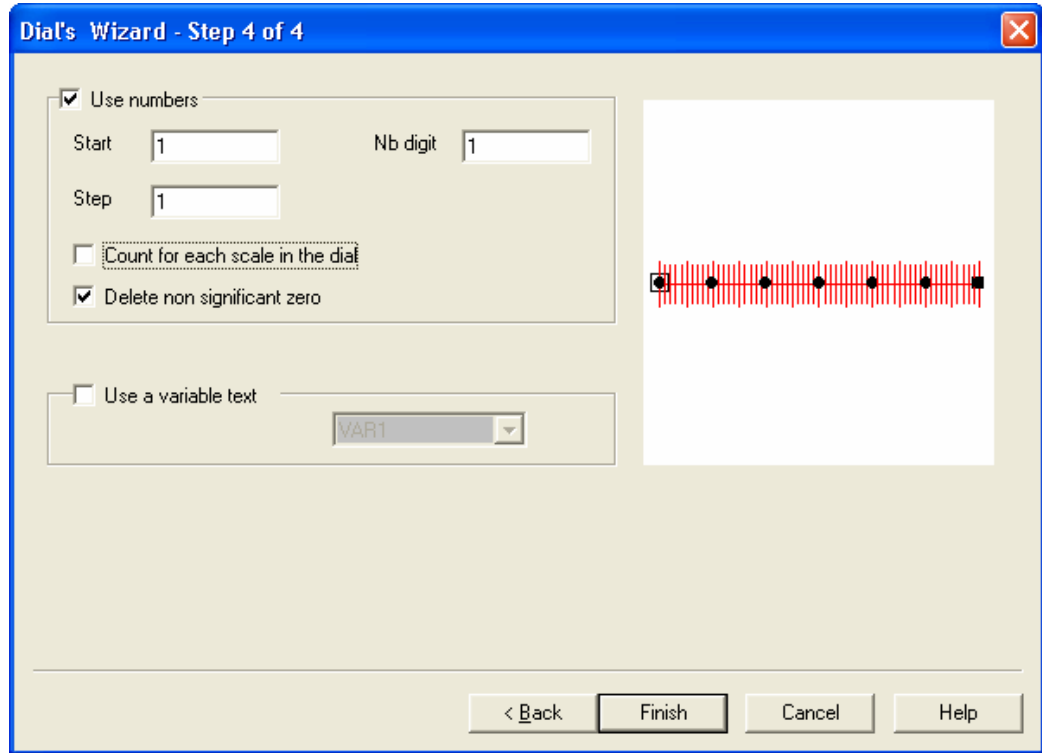 Dial's Wizard - Step 4 of 4
Use numbers
Start 1 Nb digit 1
Step 1
Count for each scale in the dial
Delete non significant zero
Use a variable text
VAR1
< Back Finish Cancel Help